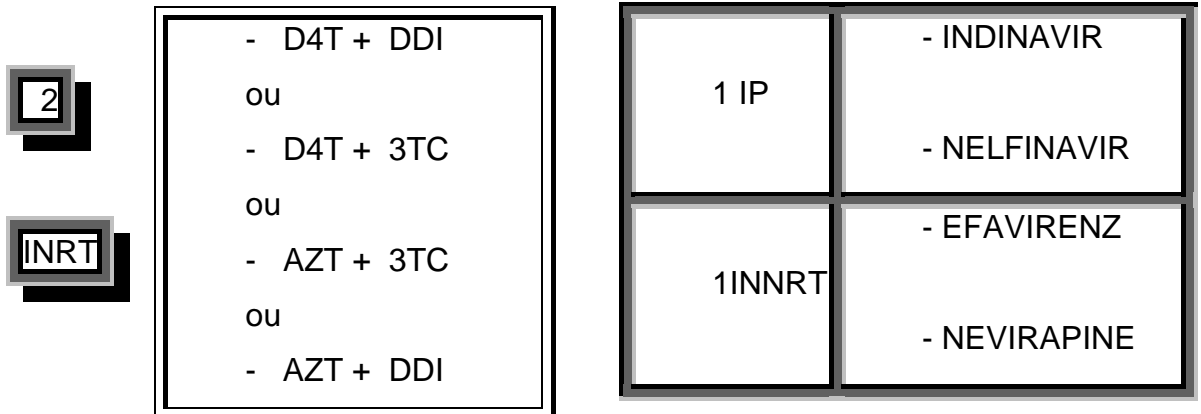 2
INRT
- D4T + DDI
ou
- D4T + 3TC
ou
- AZT + 3TC
ou
- AZT + DDI
1 IP
- INDINAVIR
- NELFINAVIR
1INNRT
- EFAVIRENZ
- NEVIRAPINE